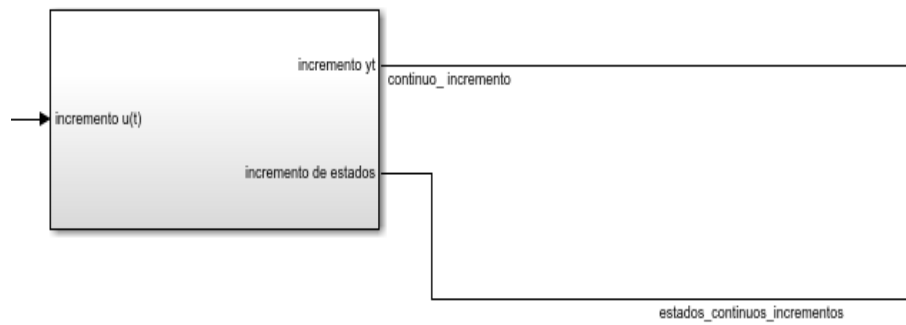 incremento yt
continuo_ incremento
incremento u(t)
incremento de estados
estados_continuos_incrementos